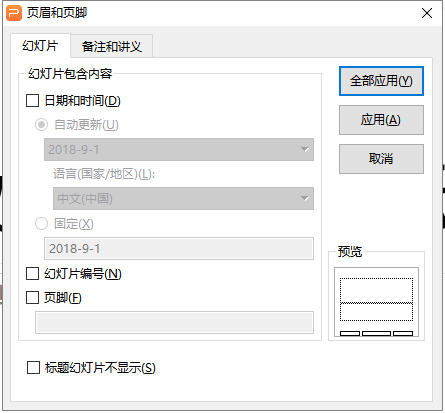 页眉和页脚
幻灯片
备注和讲义
幻灯片包含内容
全部应用(Y)
日期和时间(D)
自动更新(U)
应用(A)
2018-9-1
取消
语言(国家/地区)(L):
中文(中国)
固定(X)
2018-9-1
预览
幻灯片编号(N)
页脚(F)
标题幻灯片不显示(S)